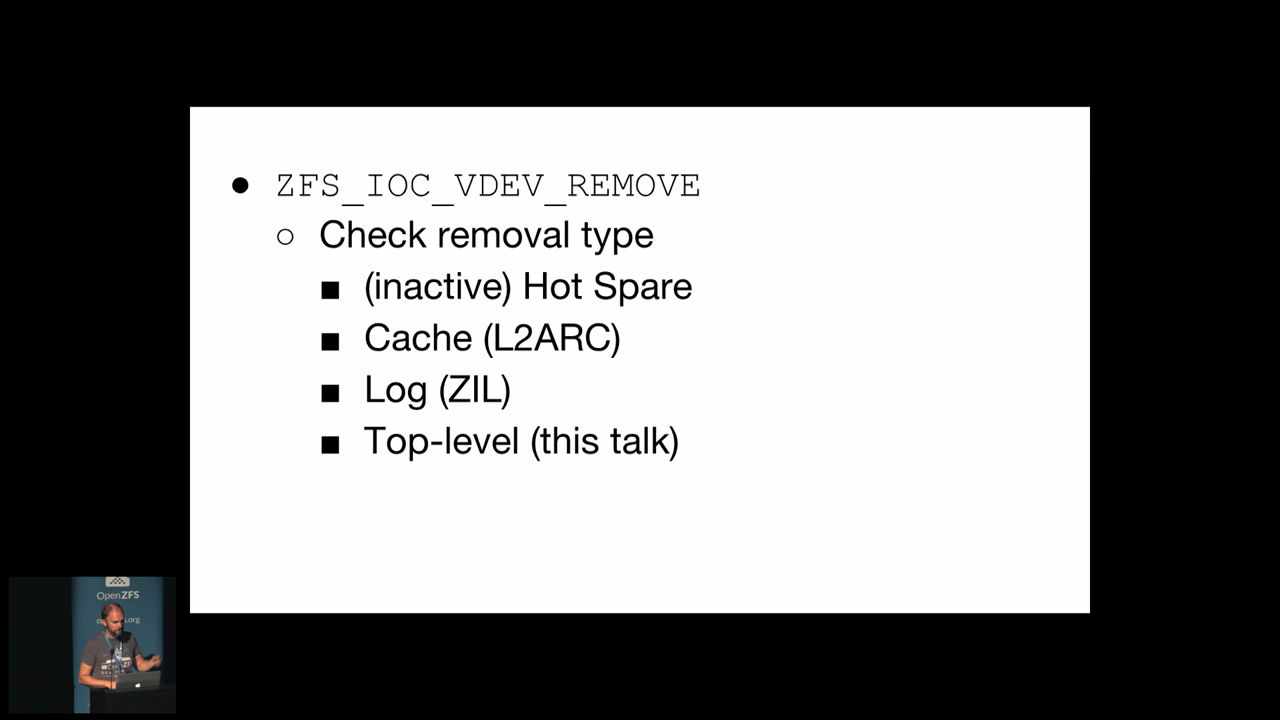 ● ZFS_IOC_VDEV_REMOVE
○ Check removal type
■ (inactive) Hot Spare
■ Cache (L2ARC)
■ Log (ZIL)
■ Top-level (this talk)
OpenZFS